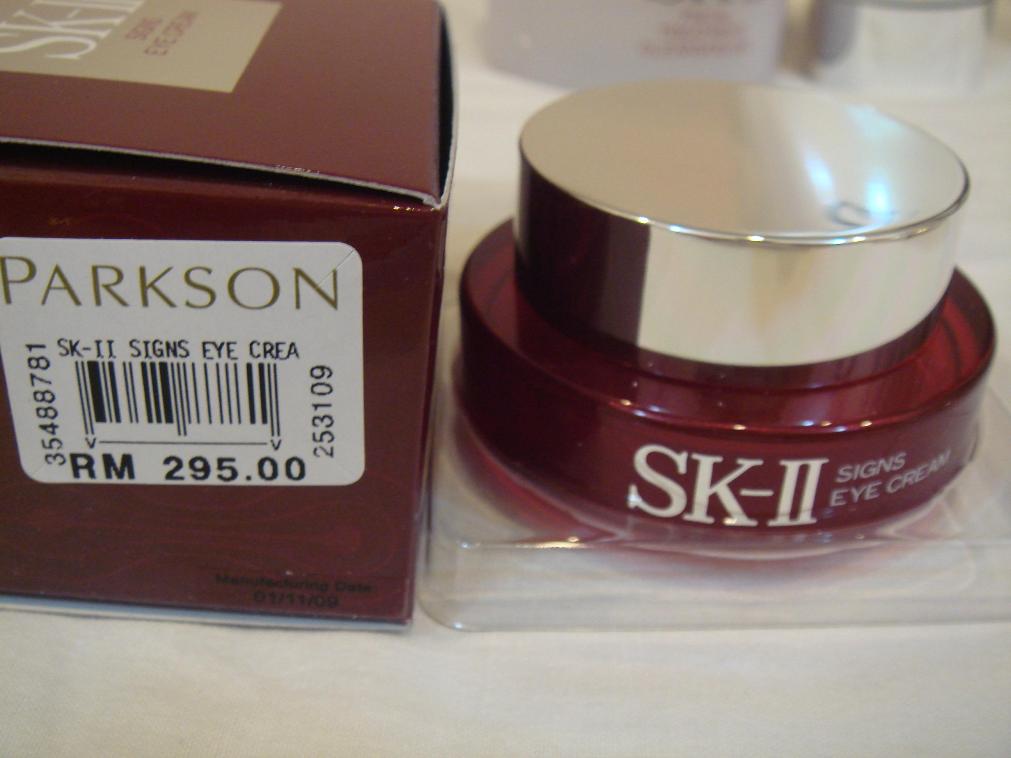 SK-II
SIGNS
EYE CREAM
PARKSON
SK-II SIGNS EYE CREA
35488781
253109
RM 295.00
Manufacturing Date
01/11/09
SK-II
SIGNS
EYE CREAM